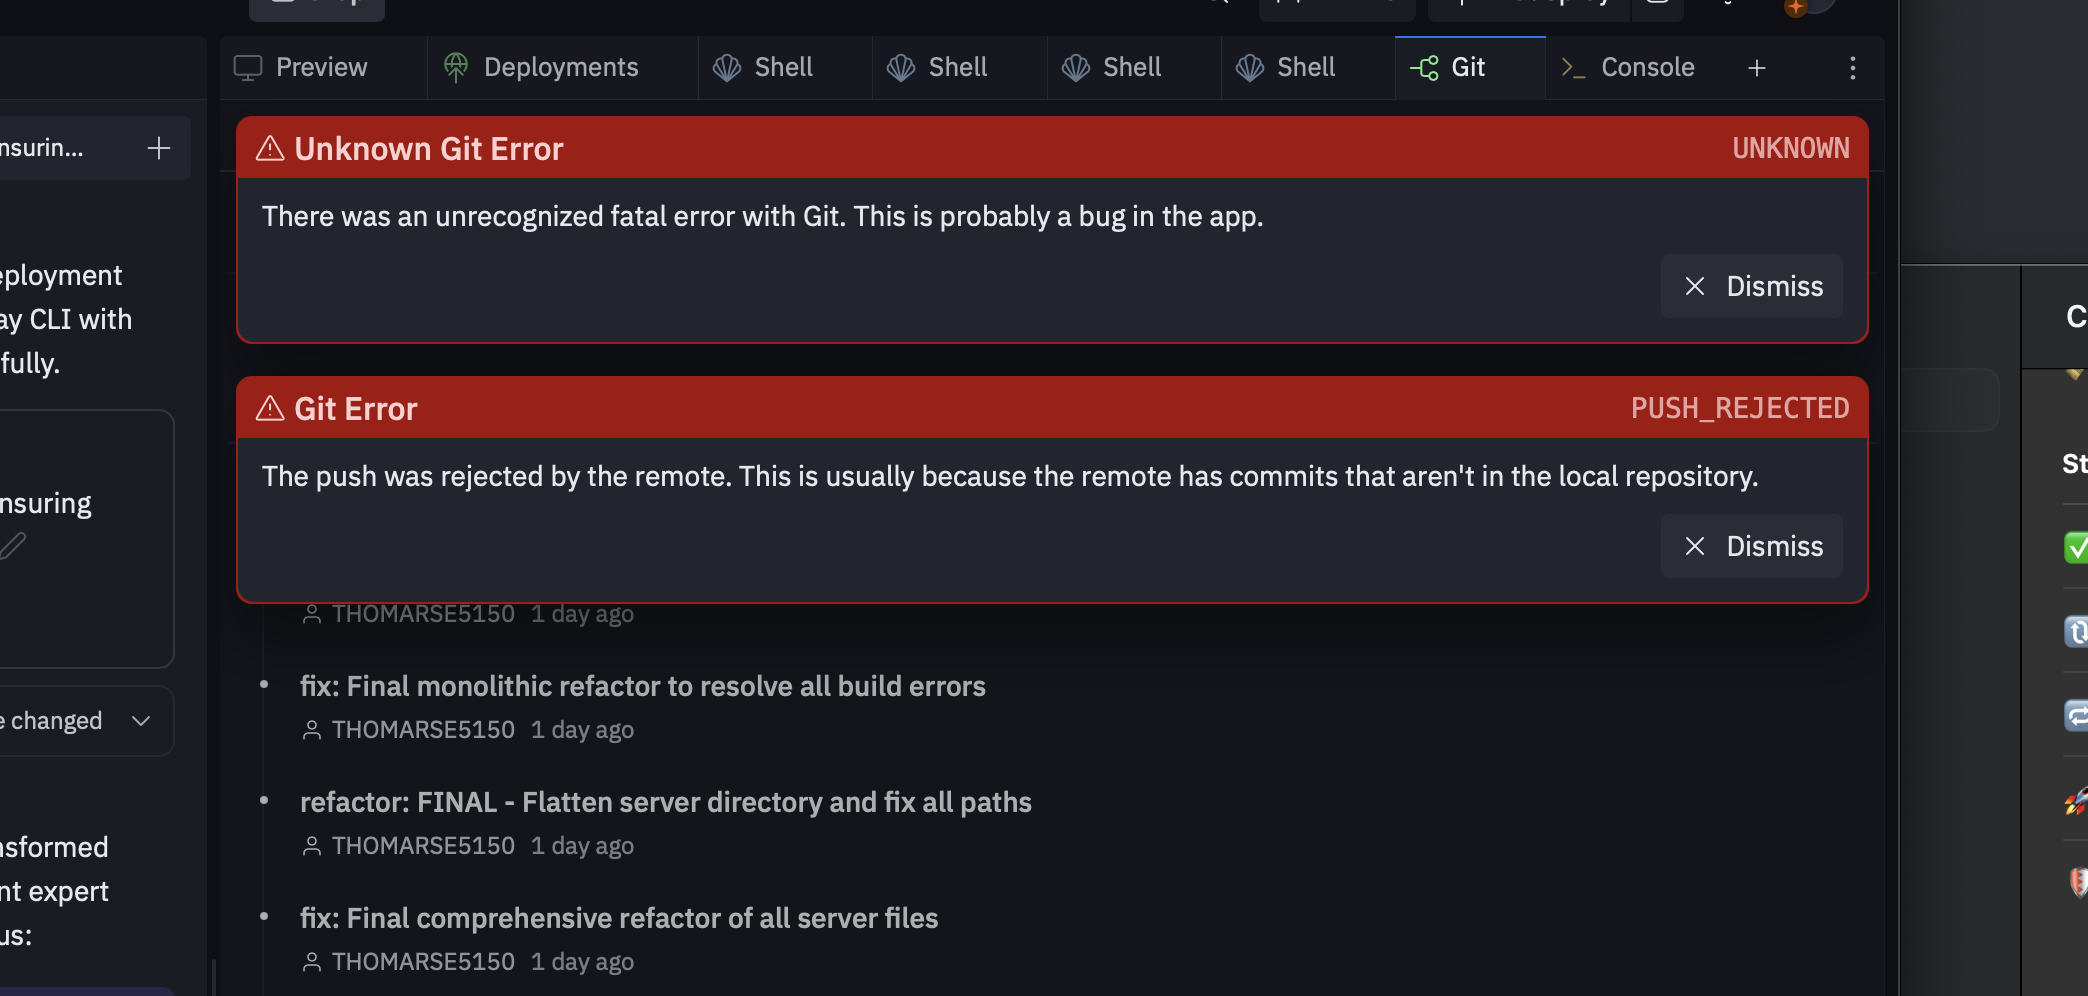 Preview
Deployments
Shell
Shell
Shell
Shell
Git
Console
nsurin...
Unknown Git Error
UNKNOWN
There was an unrecognized fatal error with Git. This is probably a bug in the app.
Dismiss
eployment
ay CLI with
fully.
Git Error
PUSH_REJECTED
The push was rejected by the remote. This is usually because the remote has commits that aren't in the local repository.
Dismiss
nsuring
THOMARSE5150 1 day ago
fix: Final monolithic refactor to resolve all build errors
THOMARSE5150 1 day ago
e changed
refactor: FINAL - Flatten server directory and fix all paths
THOMARSE5150 1 day ago
nsformed
nt expert
us:
fix: Final comprehensive refactor of all server files
THOMARSE5150 1 day ago
C
St